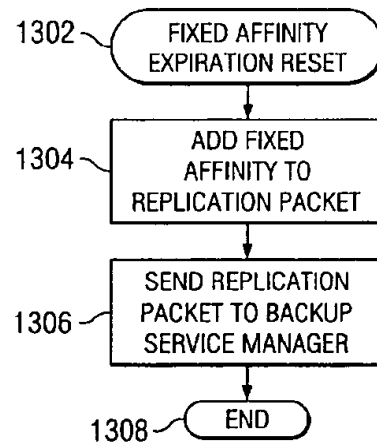 1302
FIXED AFFINITY
EXPIRATION RESET
1304
ADD FIXED
AFFINITY TO
REPLICATION PACKET
1306
SEND REPLICATION
PACKET TO BACKUP
SERVICE MANAGER
1308
END